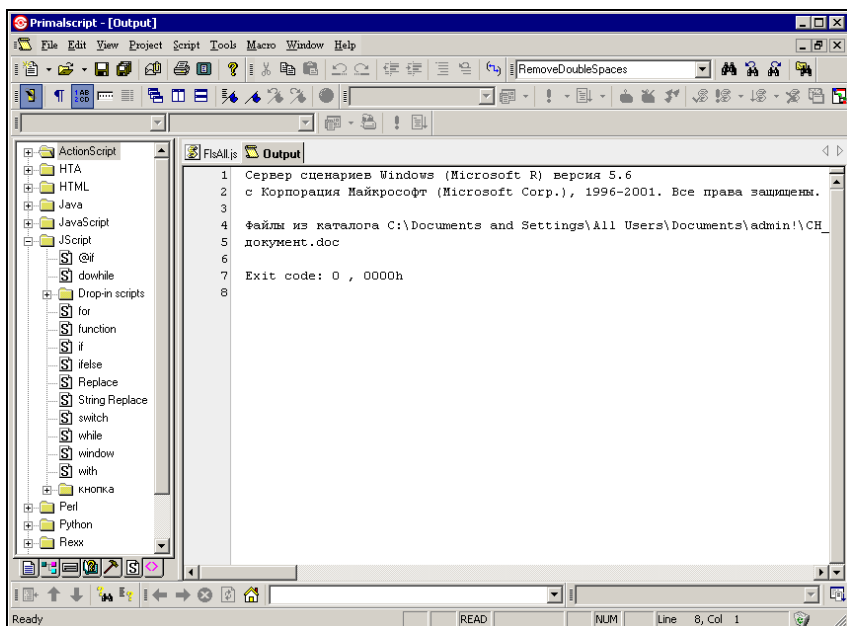 Primalscript - [Output]
File Edit View Project Script Tools Macro Window Help
RemoveDoubleSpaces
ActionScript
HTA
HTML
Java
JavaScript
JScript
@if
dowhile
Drop-in scripts
for
function
if
ifelse
Replace
String Replace
switch
while
window
with
кнопка
Perl
Python
Rexx
FlsAll.js Output
1 Сервер сценариев Windows (Microsoft R) версия 5.6
2 с Корпорация Майкрософт (Microsoft Corp.), 1996-2001. Все права защищены.
3
4 Файлы из каталога C:\Documents and Settings\All Users\Documents\admin!\CH_
5 документ.doc
6
7 Exit code: 0 , 0000h
8
Ready READ NUM Line 8, Col 1